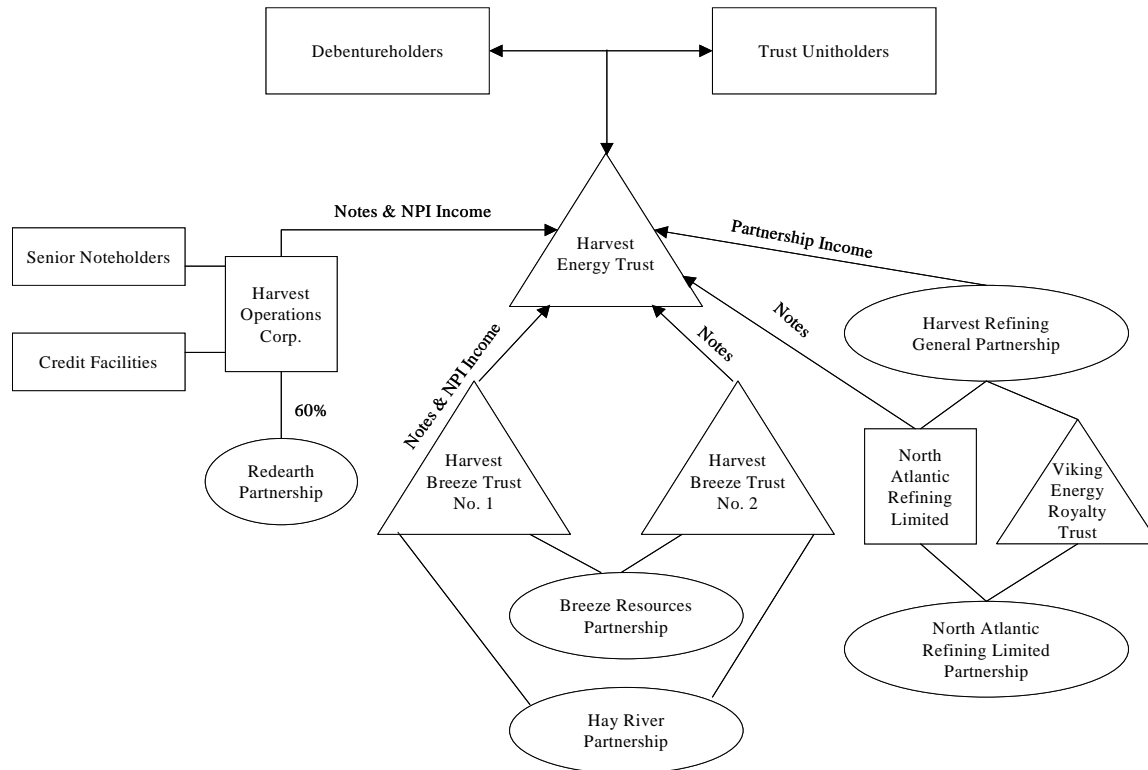 Debentureholders
Trust Unitholders
Notes & NPI Income
Partnership Income
Senior Noteholders
Harvest
Operations
Corp.
Credit Facilities
Harvest
Energy Trust
Notes
Harvest Refining
General Partnership
60%
Redearth
Partnership
Notes & NPI Income
Notes
Harvest
Breeze Trust
No. 1
Harvest
Breeze Trust
No. 2
North
Atlantic
Refining
Limited
Viking
Energy
Royalty
Trust
Breeze Resources
Partnership
North Atlantic
Refining Limited
Partnership
Hay River
Partnership